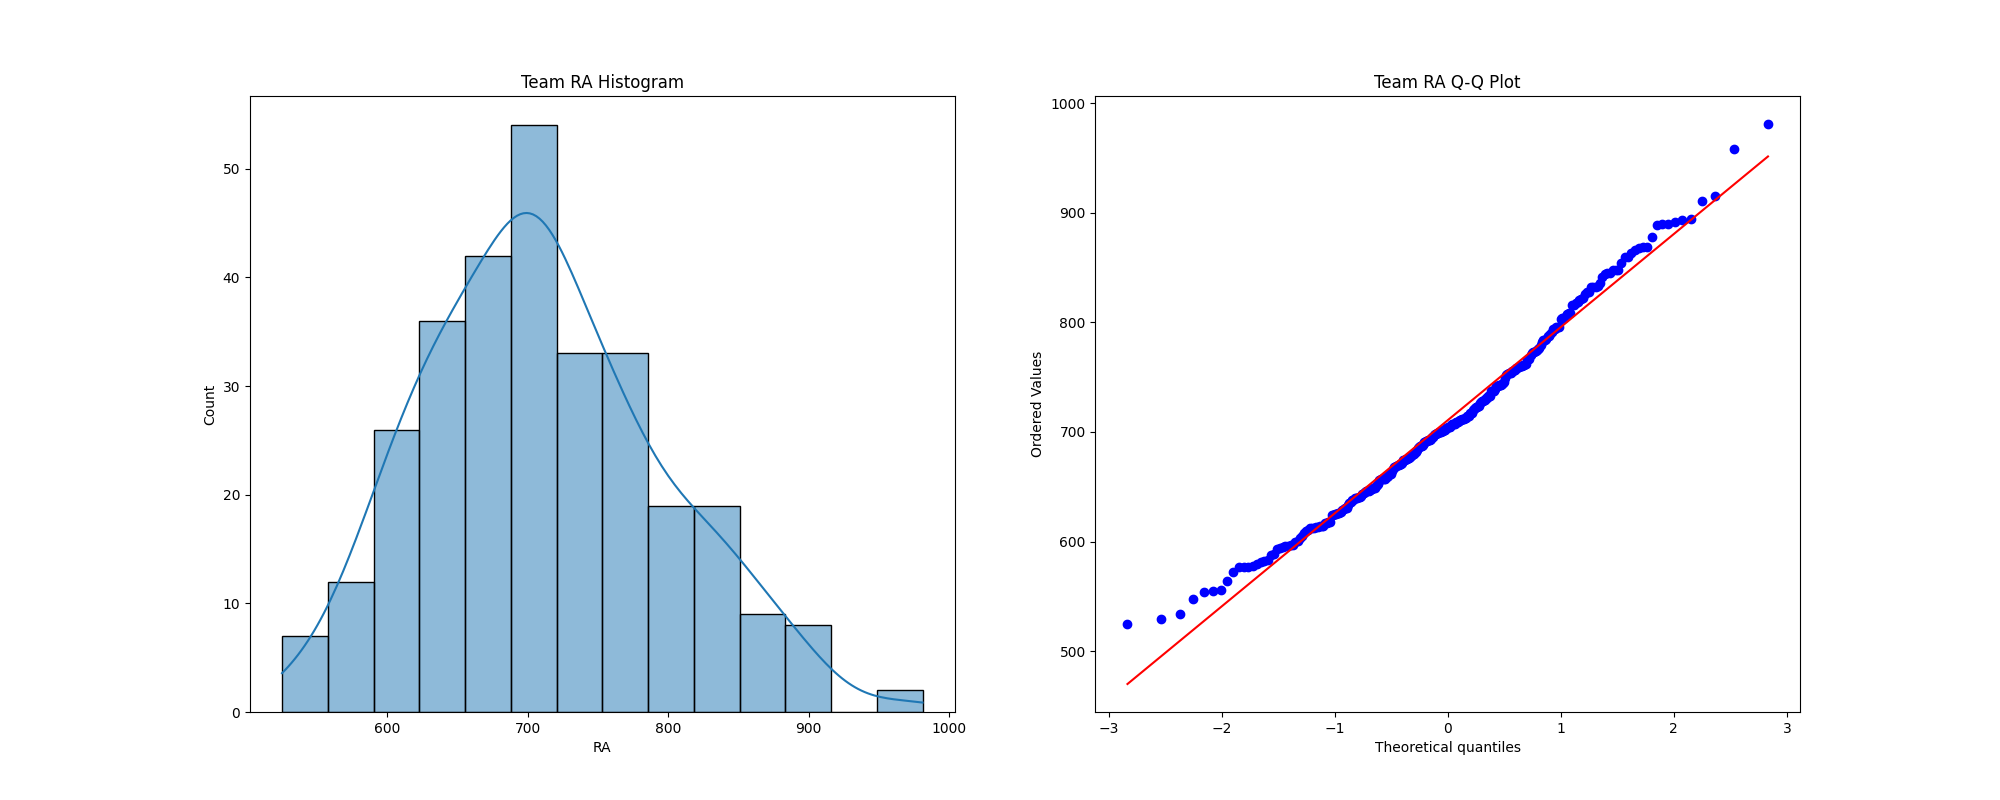 Team RA Histogram
Count
50
40
30
20
10
0
600 700 800 900 1000
RA
Team RA Q-Q Plot
Ordered Values
1000
900
800
700
600
500
−3 −2 −1 0 1 2 3
Theoretical quantiles